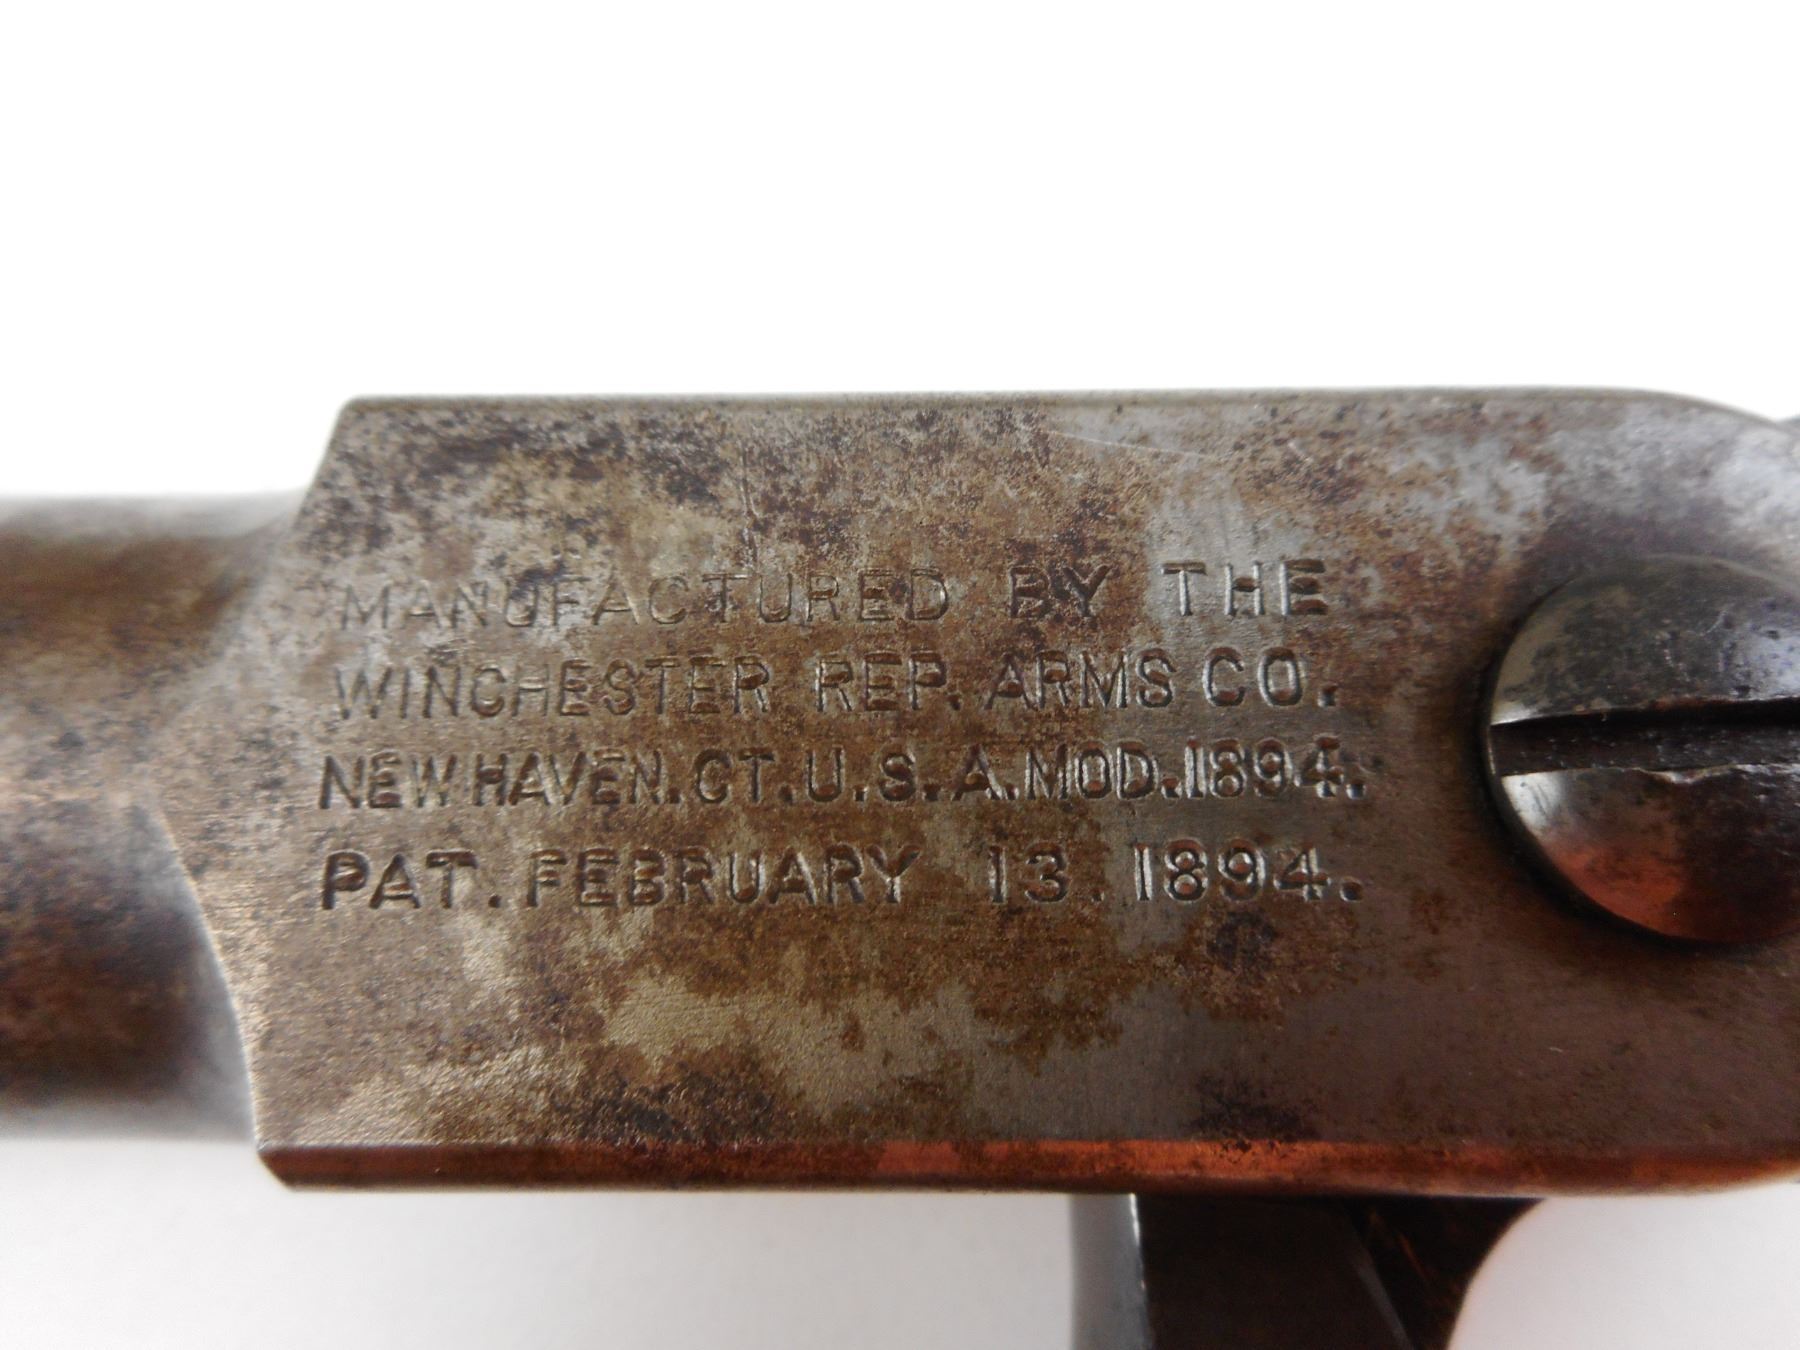 MANUFACTURED BY THE
WINCHESTER REP. ARMS CO.
NEW HAVEN. CT. U. S. A. MOD. 1894.
PAT. FEBRUARY 13. 1894.